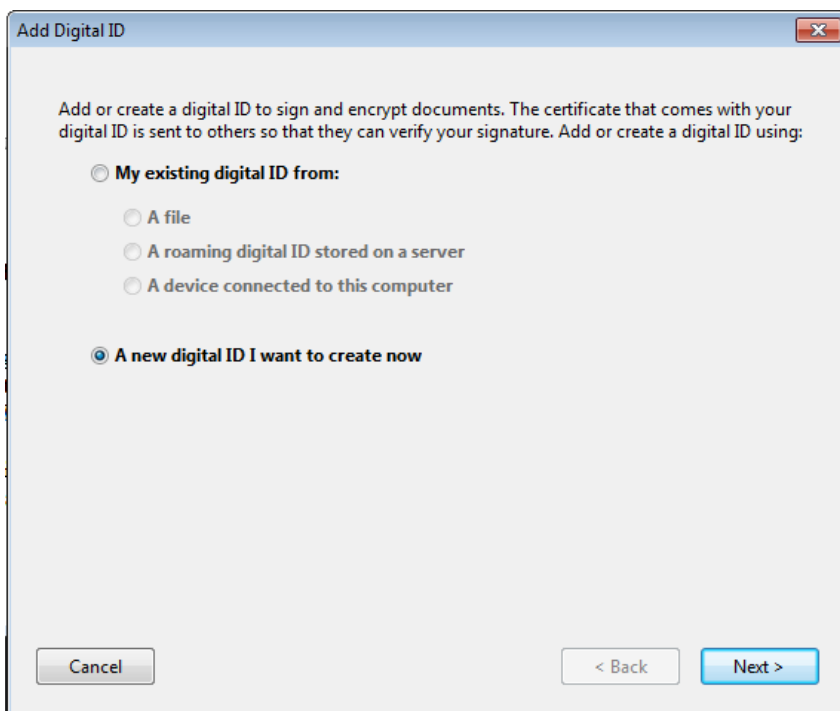 Add Digital ID
Add or create a digital ID to sign and encrypt documents. The certificate that comes with your
digital ID is sent to others so that they can verify your signature. Add or create a digital ID using:
My existing digital ID from:
A file
A roaming digital ID stored on a server
A device connected to this computer
A new digital ID I want to create now
Cancel
< Back
Next >